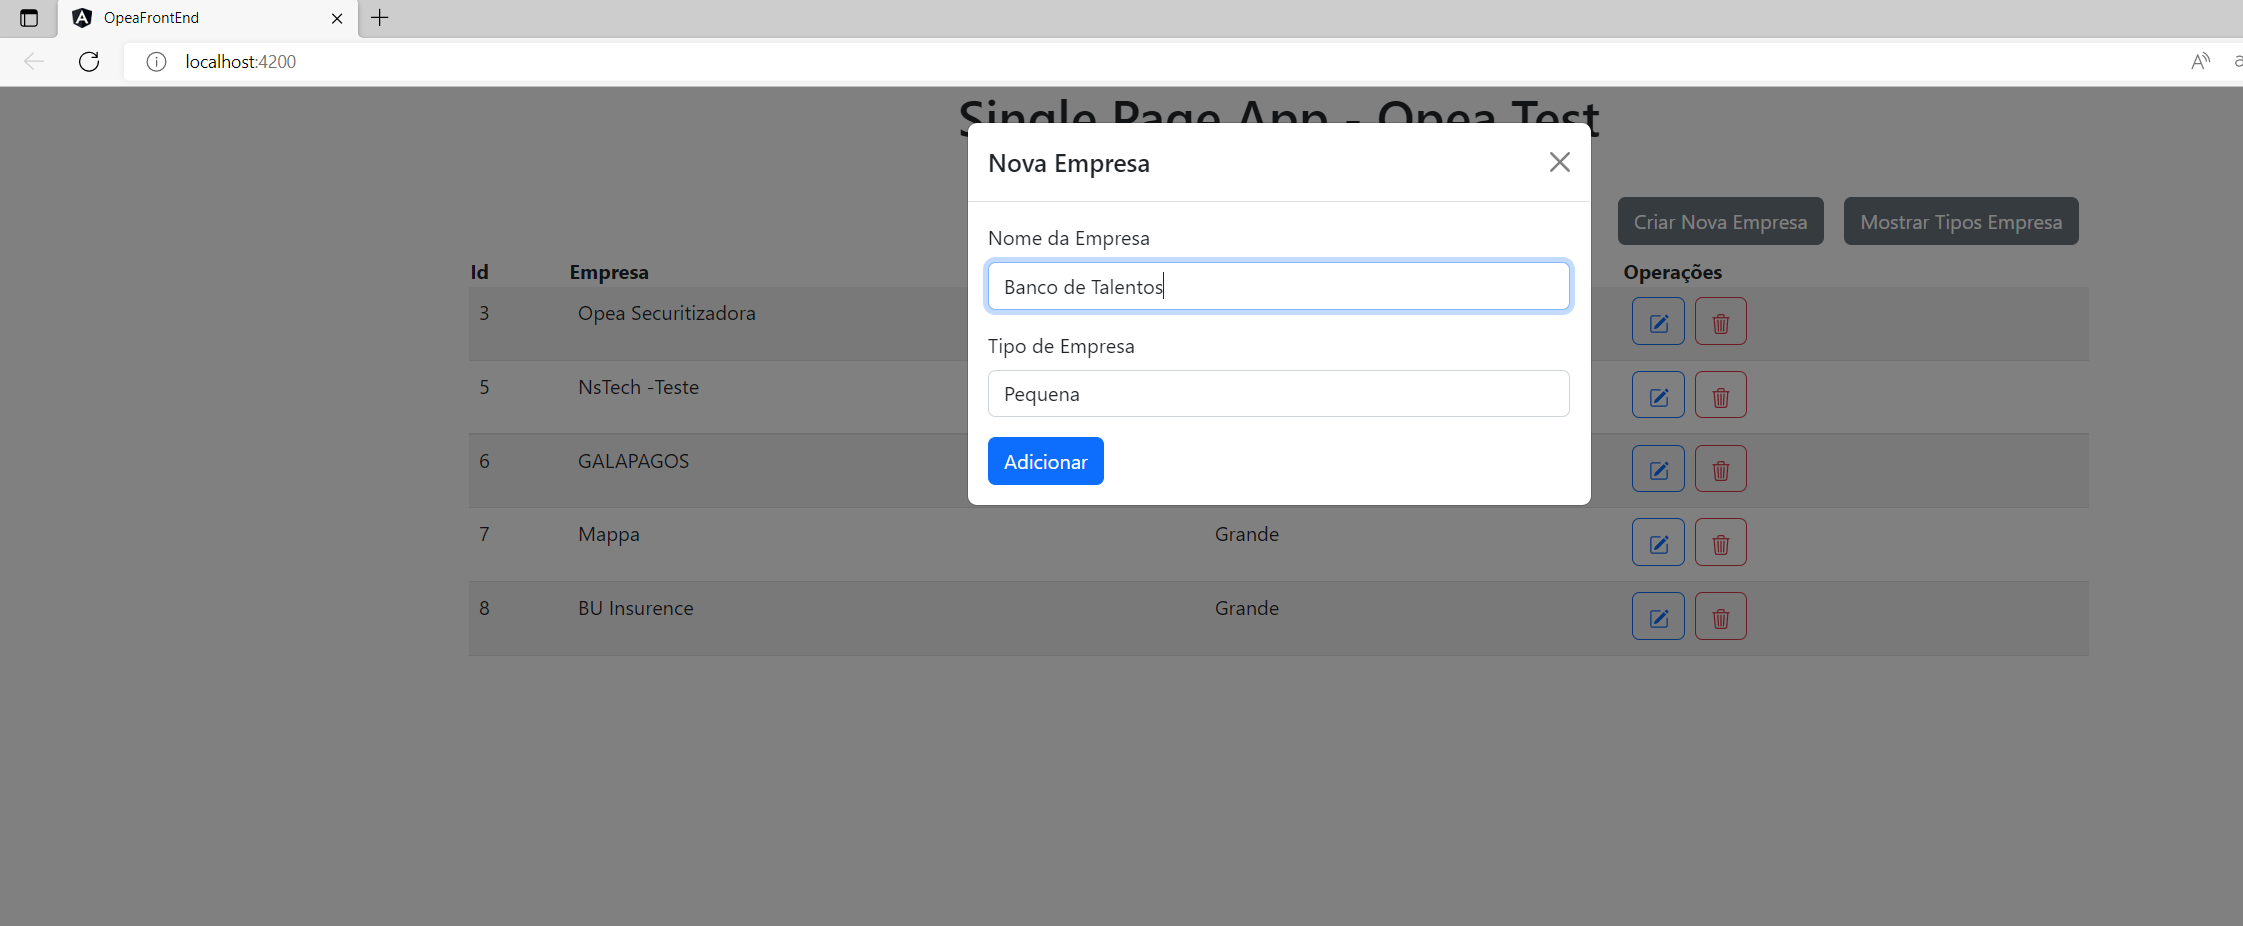 OpeaFrontEnd
localhost:4200
Single Page App - Opea Test
Nova Empresa
Nome da Empresa
Banco de Talentos
Tipo de Empresa
Pequena
Adicionar
Criar Nova Empresa
Mostrar Tipos Empresa
Id Empresa Operações
3 Opea Securitizadora
5 NsTech -Teste
6 GALAPAGOS
7 Mappa Grande
8 BU Insurence Grande